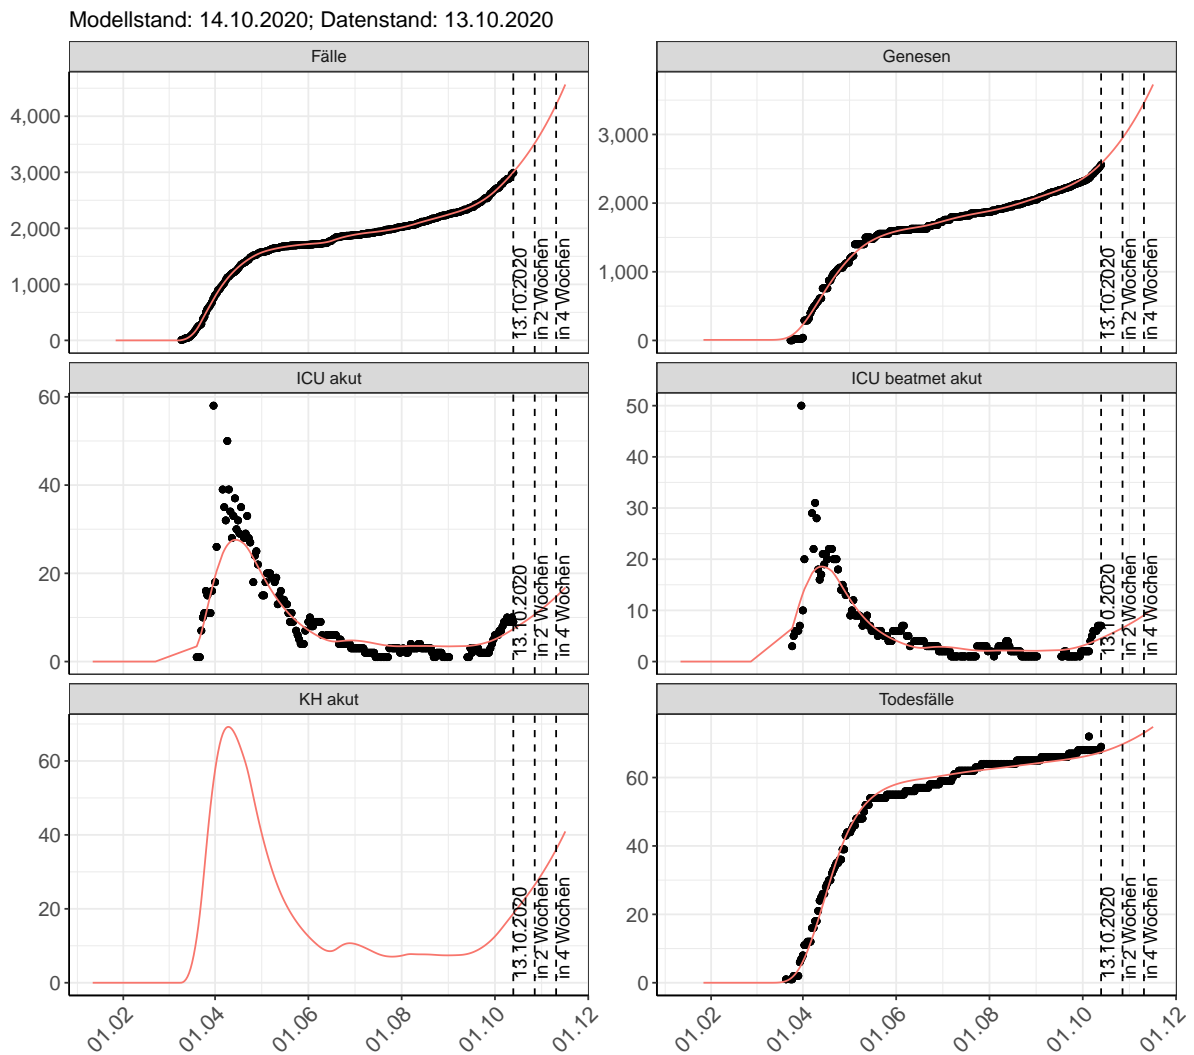 Modellstand: 14.10.2020; Datenstand: 13.10.2020
Fälle
Genesen
4,000
3,000
2,000
1,000
0
13.10.2020
in 2 Wochen
in 4 Wochen
3,000
2,000
1,000
0
13.10.2020
in 2 Wochen
in 4 Wochen
ICU akut
ICU beatmet akut
60
40
20
0
13.10.2020
in 2 Wochen
in 4 Wochen
50
40
30
20
10
0
13.10.2020
in 2 Wochen
in 4 Wochen
KH akut
Todesfälle
60
40
20
0
13.10.2020
in 2 Wochen
in 4 Wochen
60
40
20
0
13.10.2020
in 2 Wochen
in 4 Wochen
01.02
01.04
01.06
01.08
01.10
01.12
01.02
01.04
01.06
01.08
01.10
01.12